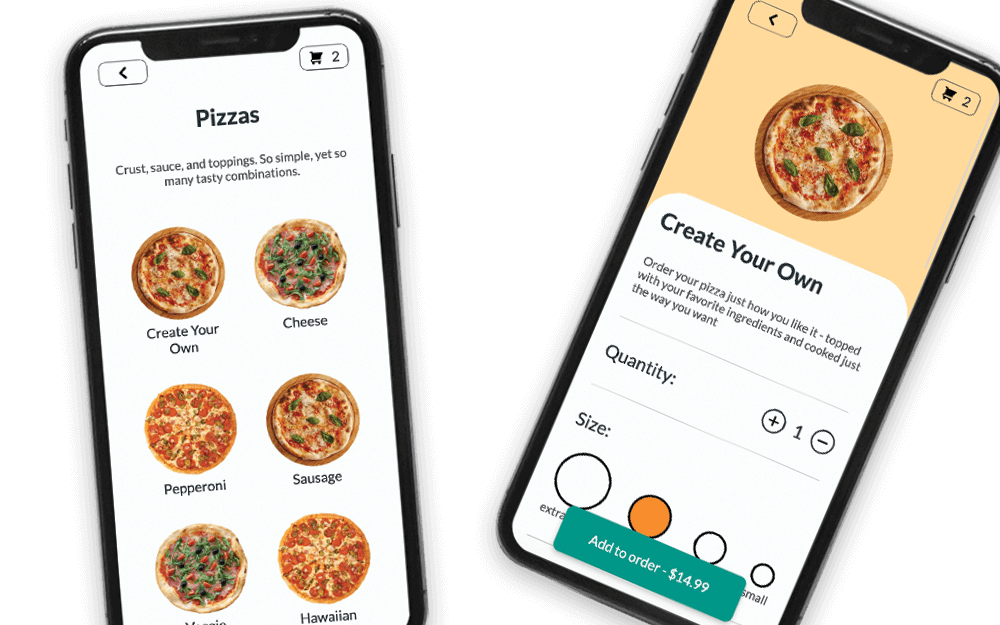 2
Pizzas
Crust, sauce, and toppings. So simple, yet so
many tasty combinations.
Create Your
Own
Cheese
Pepperoni
Sausage
Hawaiian
2
Create Your Own
Order your pizza just how you like it - topped
with your favorite ingredients and cooked just
the way you want
Quantity:
1
Size:
small
Add to order - $14.99